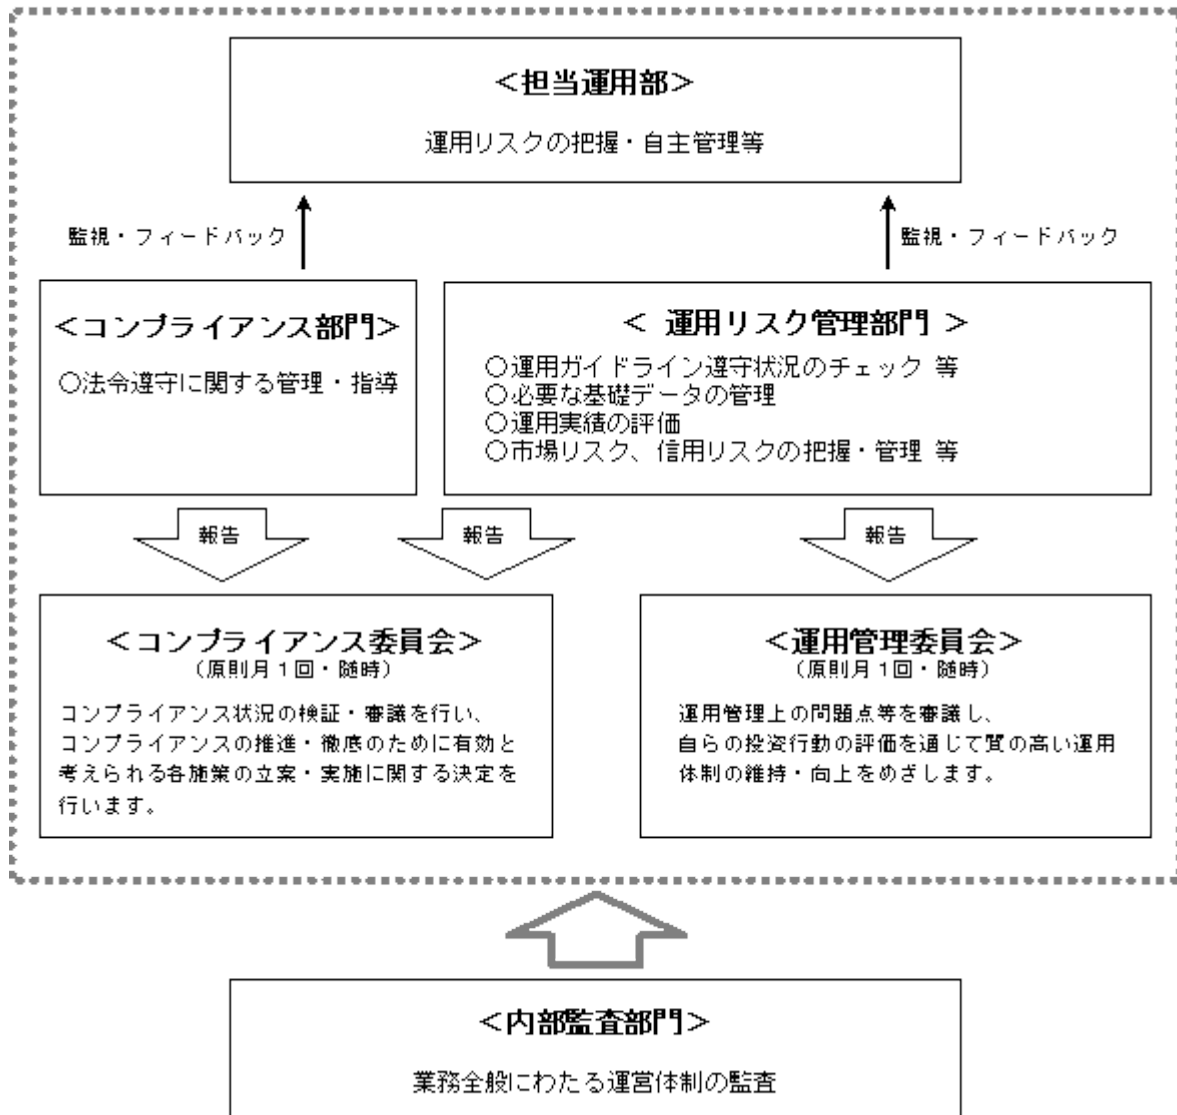 ＜担当運用部＞
運用リスクの把握・自主管理等
監視・フィードバック
監視・フィードバック
＜コンプライアンス部門＞
○法令遵守に関する管理・指導
＜ 運用リスク管理部門 ＞
○運用ガイドライン遵守状況のチェック 等
○必要な基礎データの管理
○運用実績の評価
○市場リスク、信用リスクの把握・管理 等
報告
報告
報告
＜コンプライアンス委員会＞
（原則月１回・随時）
コンプライアンス状況の検証・審議を行い、
コンプライアンスの推進・徹底のために有効と
考えられる各施策の立案・実施に関する決定を
行います。
＜運用管理委員会＞
（原則月１回・随時）
運用管理上の問題点等を審議し、
自らの投資行動の評価を通じて質の高い運用
体制の維持・向上をめざします。
＜内部監査部門＞
業務全般にわたる運営体制の監査